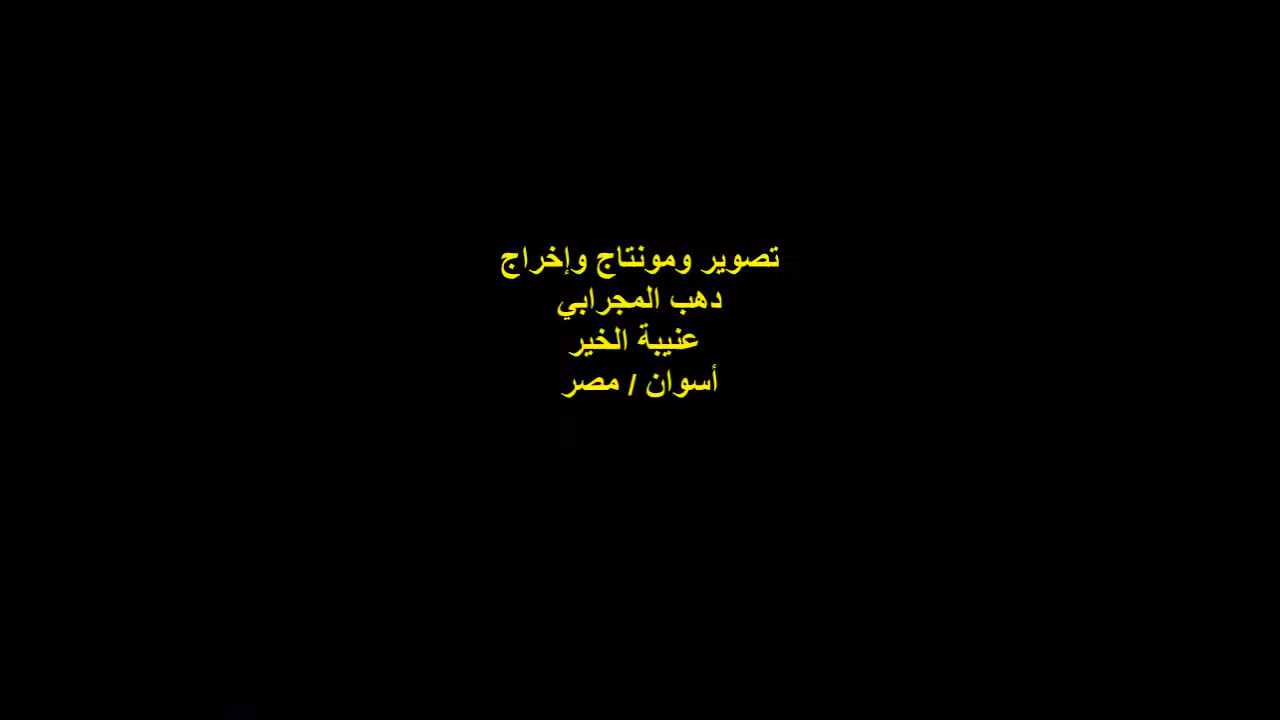 تصوير ومونتاج وإخراج
دهب المجرابي
عنيبة الخير
أسوان / مصر